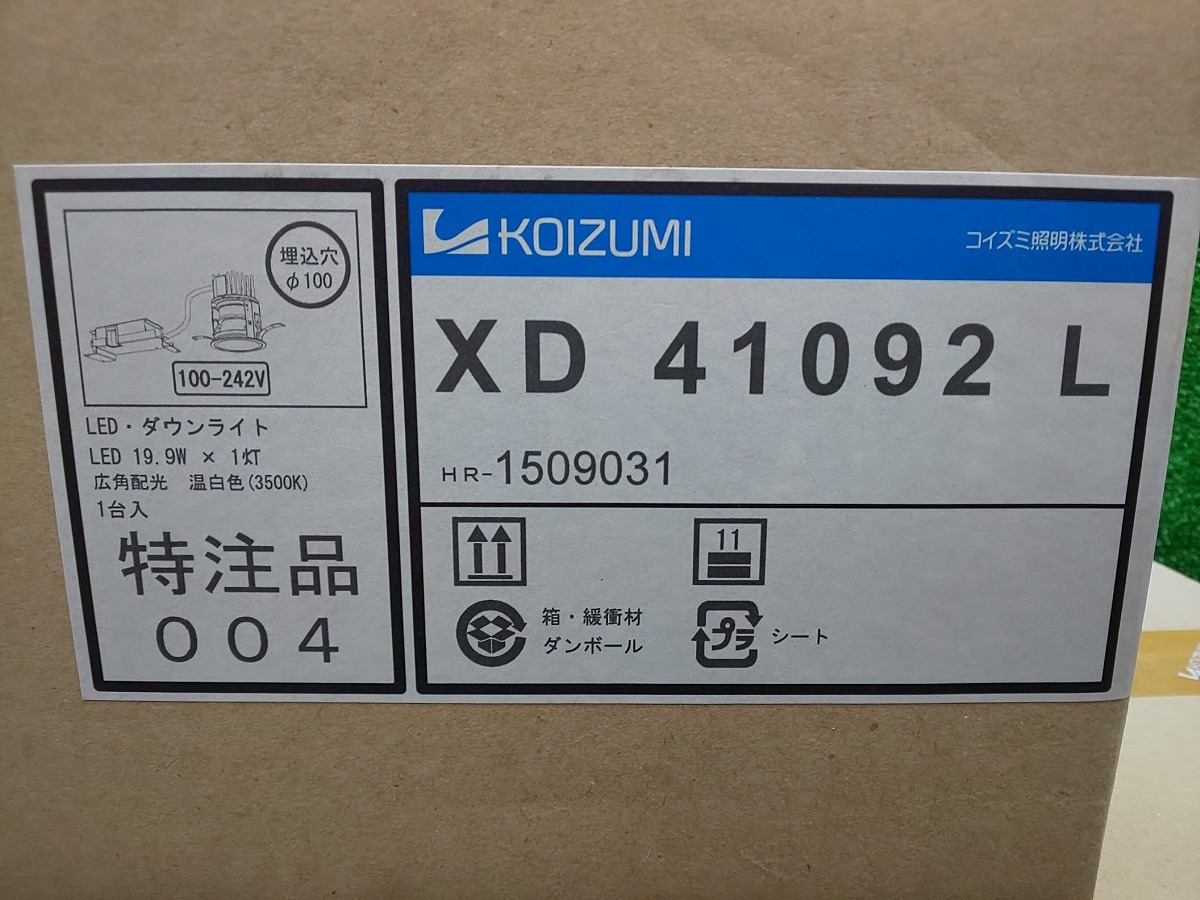 埋込穴
φ100
100-242V
LED・ダウンライト
LED 19.9W × 1灯
広角配光 温白色(3500K)
1台入
特注品
004
KOIZUMI
コイズミ照明株式会社
XD 41092 L
HR-1509031
11
箱・緩衝材
ダンボール
プラ
シート